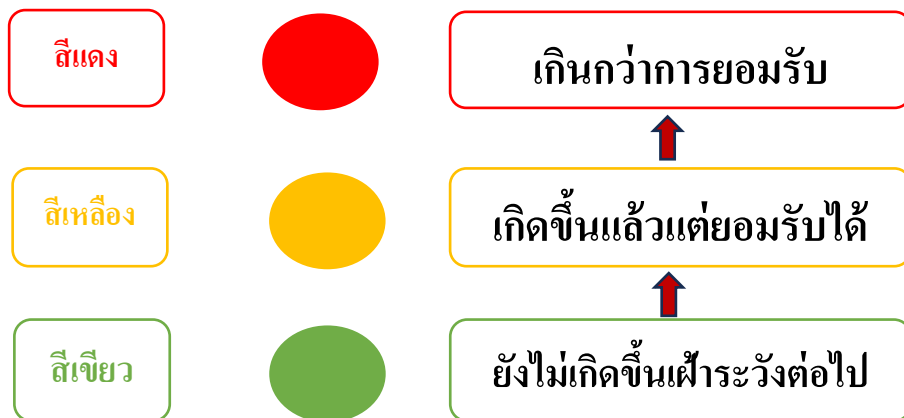 สีแดง
เกินกว่าการยอมรับ
สีเหลือง
เกิดขึ้นแล้วแต่ยอมรับได้
สีเขียว
ยังไม่เกิดขึ้นเฝ้าระวังต่อไป